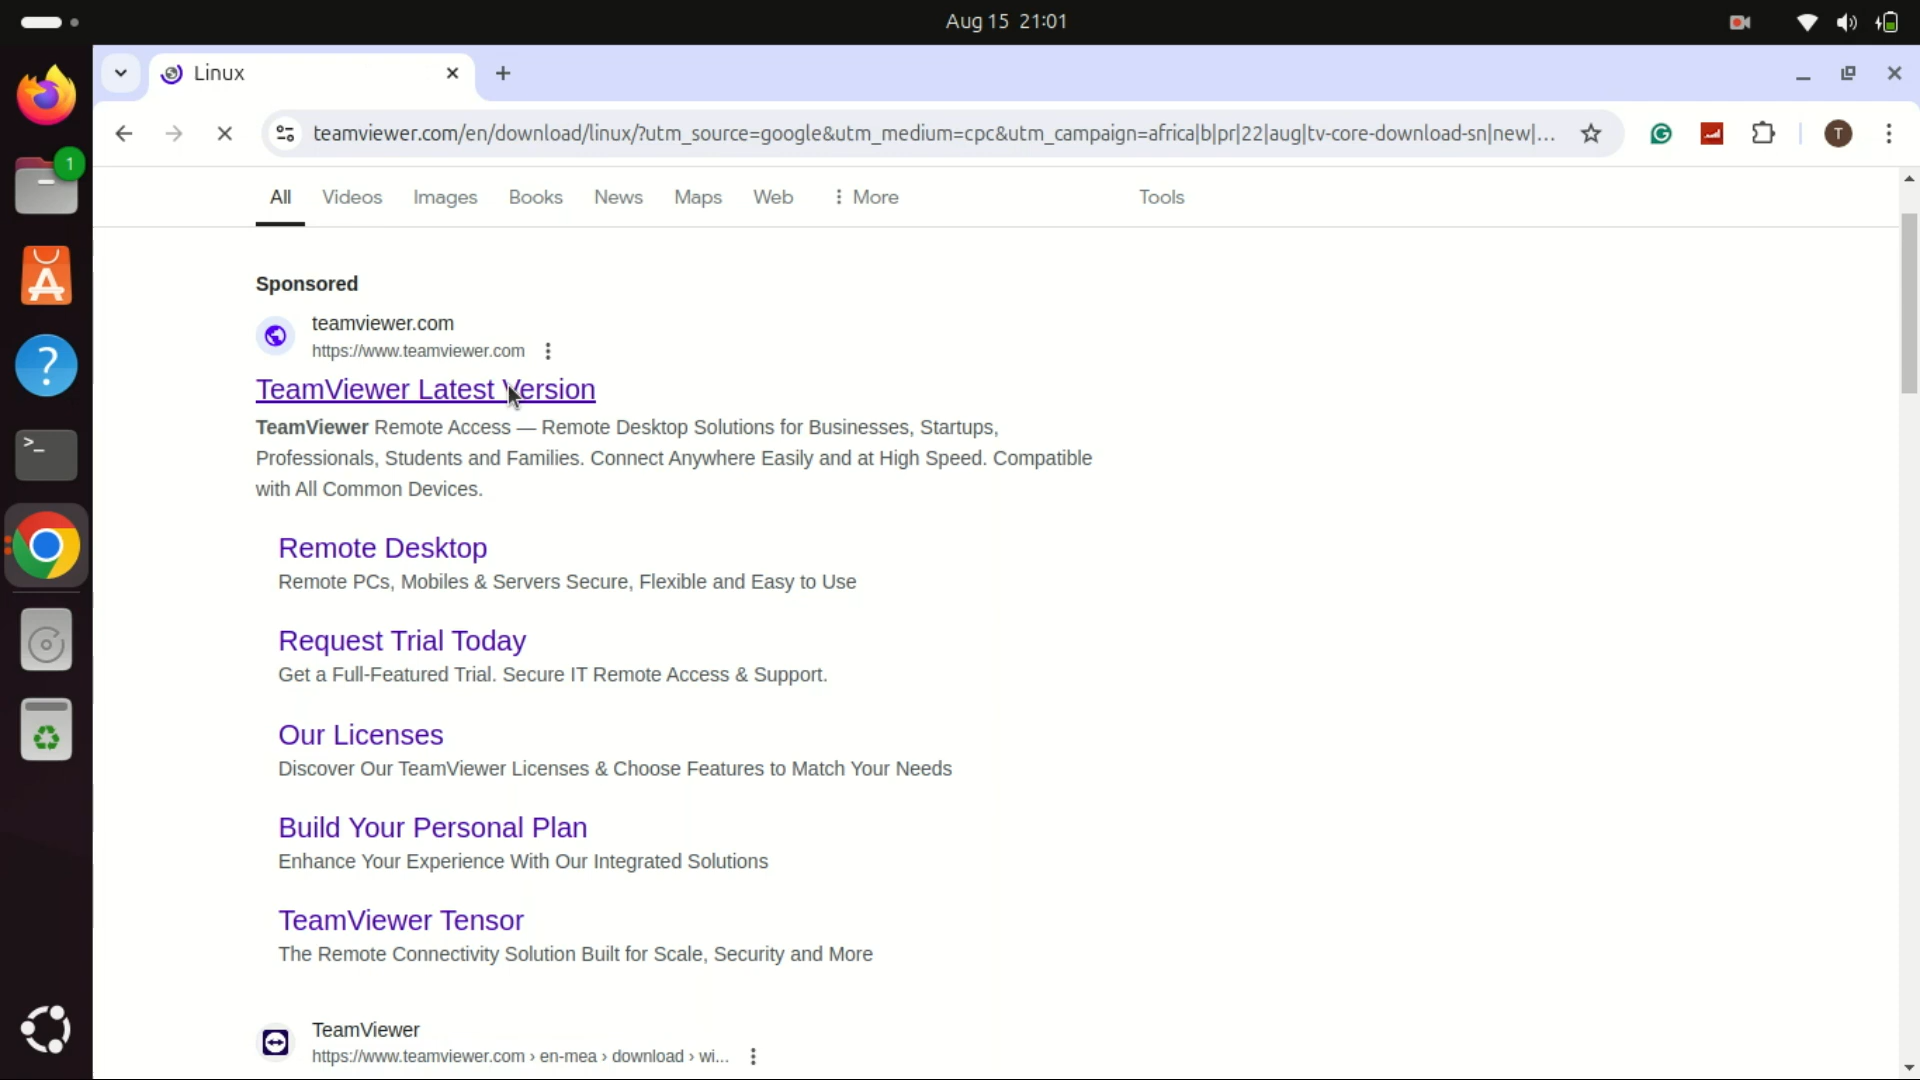 Aug 15 21:01
Linux
teamviewer.com/en/download/linux/?utm_source=google&utm_medium=cpc&utm_campaign=africa|b|pr|22|aug|tv-core-download-sn|new|...
T
1
All Videos Images Books News Maps Web More Tools
Sponsored
teamviewer.com
https://www.teamviewer.com
TeamViewer Latest Version
TeamViewer Remote Access — Remote Desktop Solutions for Businesses, Startups,
Professionals, Students and Families. Connect Anywhere Easily and at High Speed. Compatible
with All Common Devices.
Remote Desktop
Remote PCs, Mobiles & Servers Secure, Flexible and Easy to Use
Request Trial Today
Get a Full-Featured Trial. Secure IT Remote Access & Support.
Our Licenses
Discover Our TeamViewer Licenses & Choose Features to Match Your Needs
Build Your Personal Plan
Enhance Your Experience With Our Integrated Solutions
TeamViewer Tensor
The Remote Connectivity Solution Built for Scale, Security and More
TeamViewer
https://www.teamviewer.com › en-mea › download › wi...